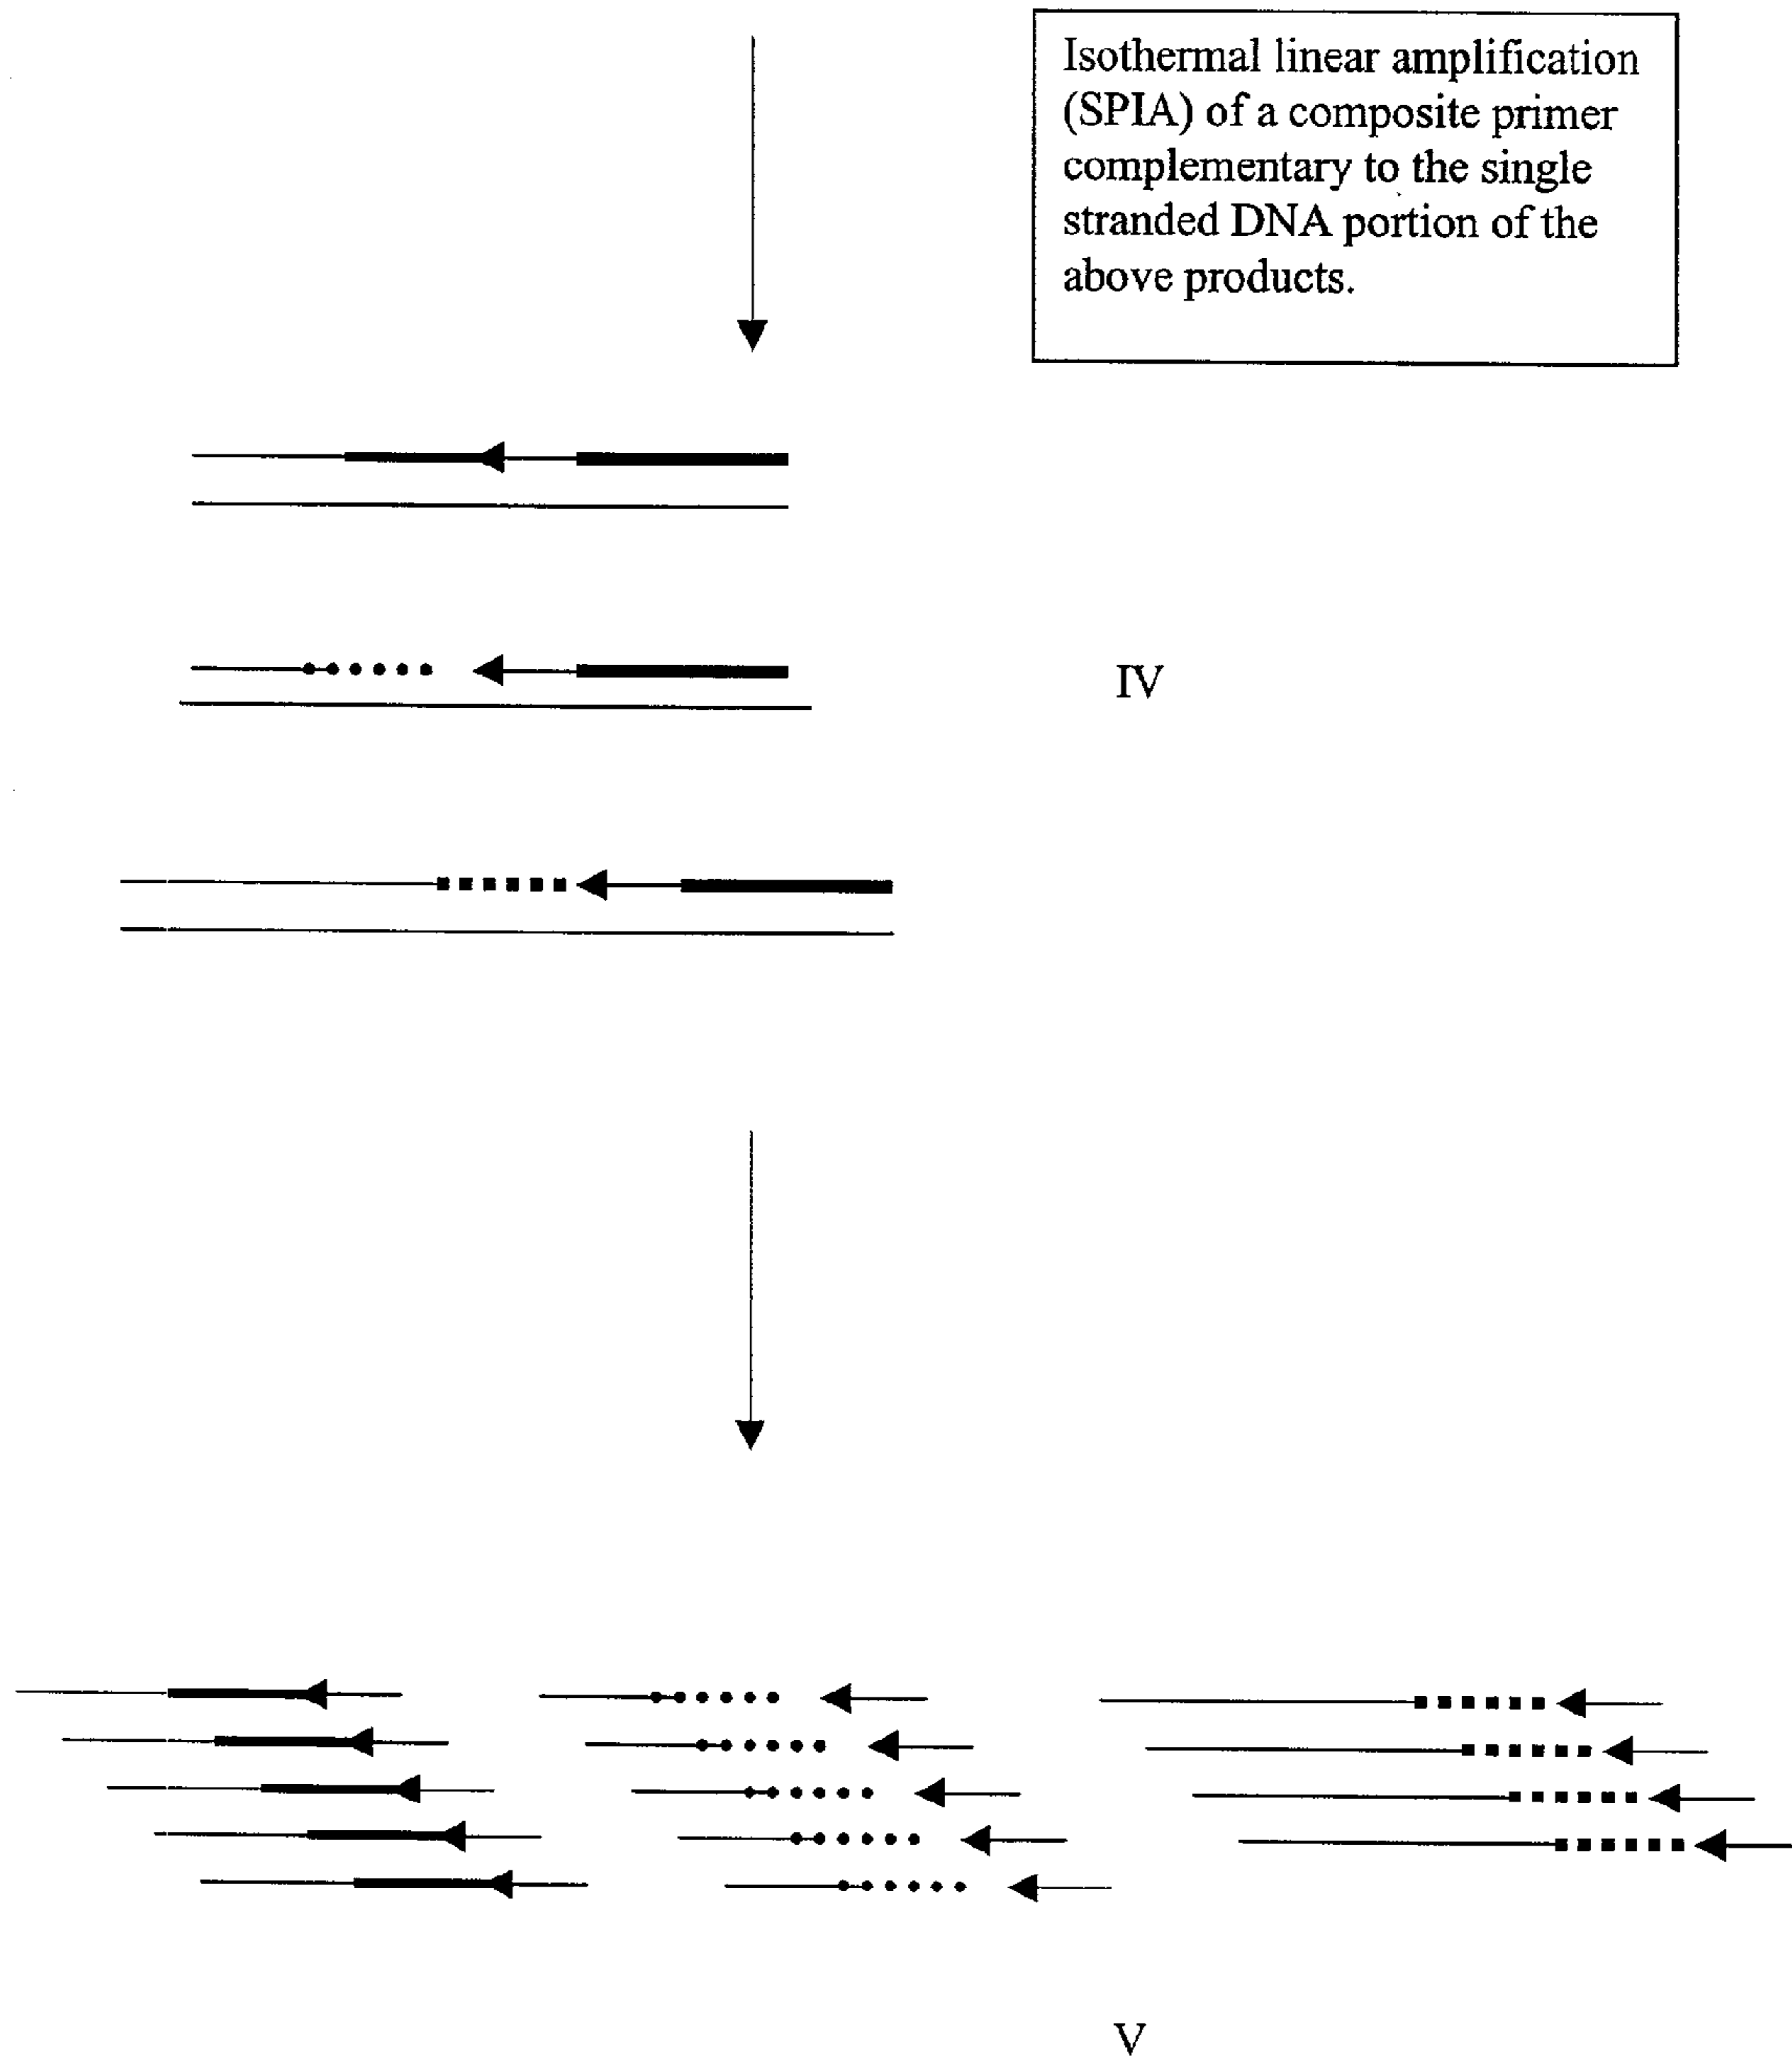 Isothermal linear amplification
(SPIA) of a composite primer
complementary to the single
stranded DNA portion of the
above products.
IV
V